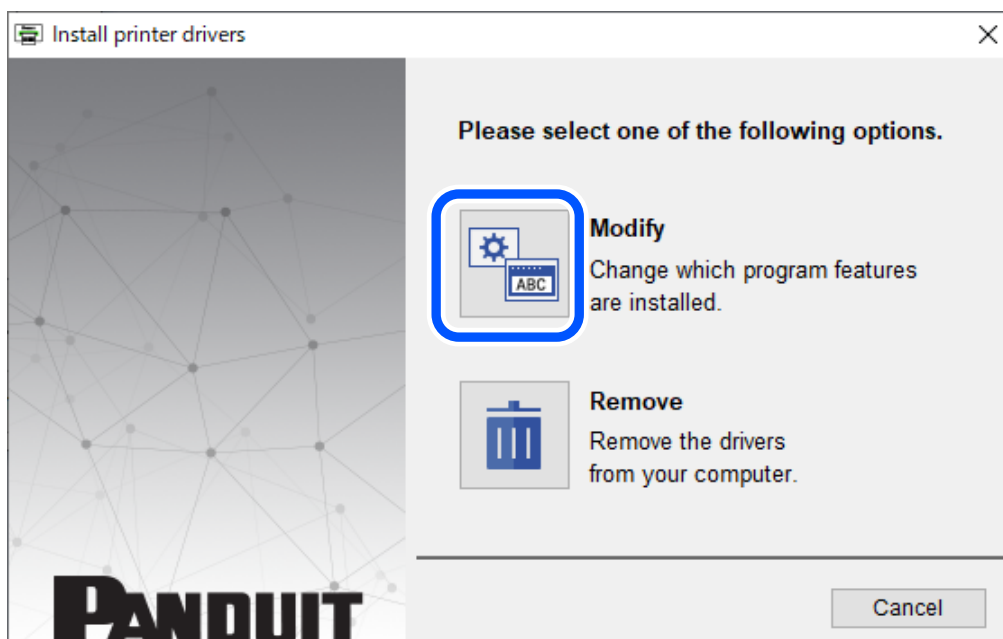 Install printer drivers
Please select one of the following options.
ABC
Modify
Change which program features
are installed.
Remove
Remove the drivers
from your computer.
PANDUIT
Cancel